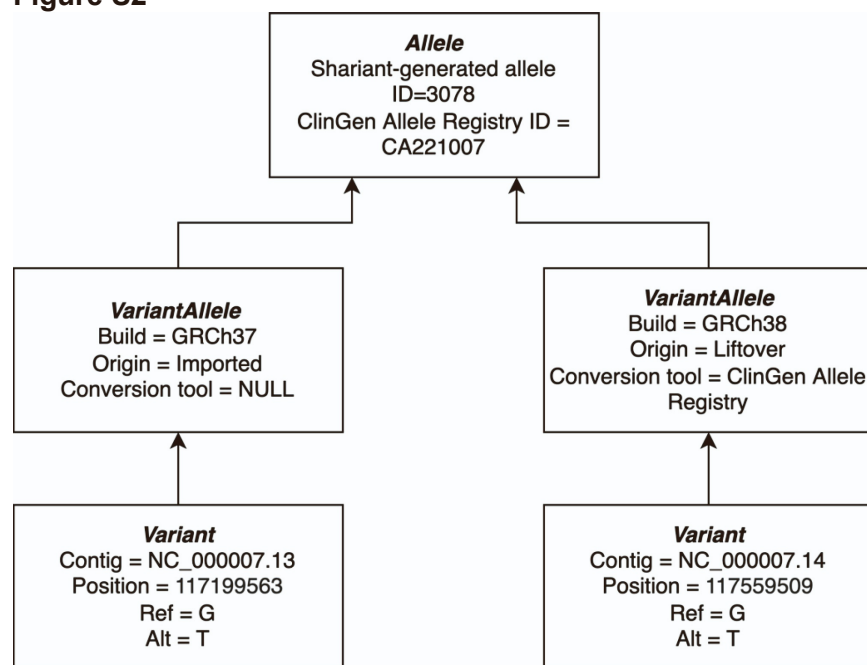 Figure S2
Allele
Shariant-generated allele
ID=3078
ClinGen Allele Registry ID =
CA221007
VariantAllele
Build = GRCh37
Origin = Imported
Conversion tool = NULL
VariantAllele
Build = GRCh38
Origin = Liftover
Conversion tool = ClinGen Allele
Registry
Variant
Contig = NC_000007.13
Position = 117199563
Ref = G
Alt = T
Variant
Contig = NC_000007.14
Position = 117559509
Ref = G
Alt = T